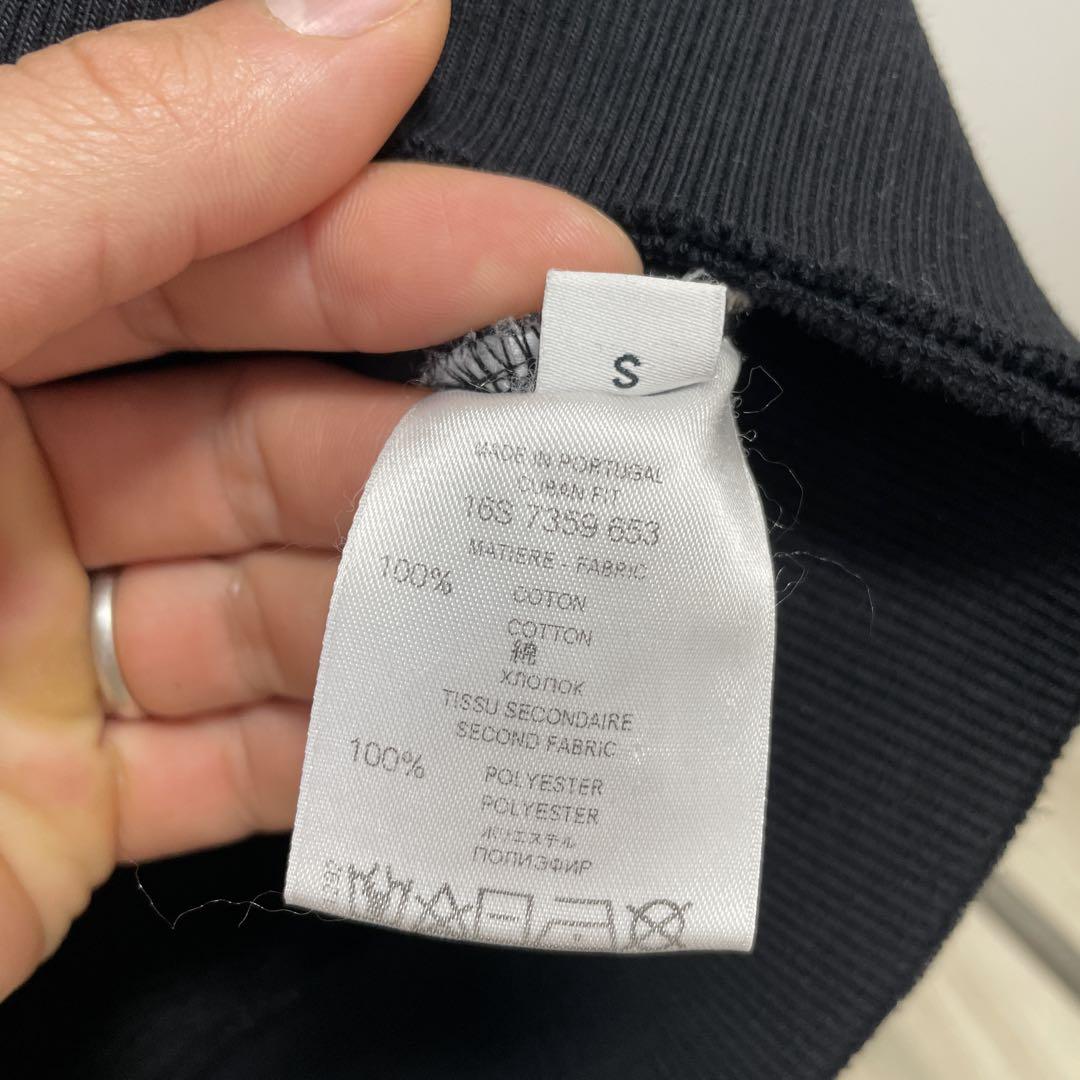 S
MADE IN PORTUGAL
CUBAN FIT
16S 7359 653
MATIERE - FABRIC
100% COTON
COTTON
綿
ХЛОПОК
TISSU SECONDAIRE
SECOND FABRIC
100% POLYESTER
POLYESTER
ポリエステル
ПОЛИЭФИР